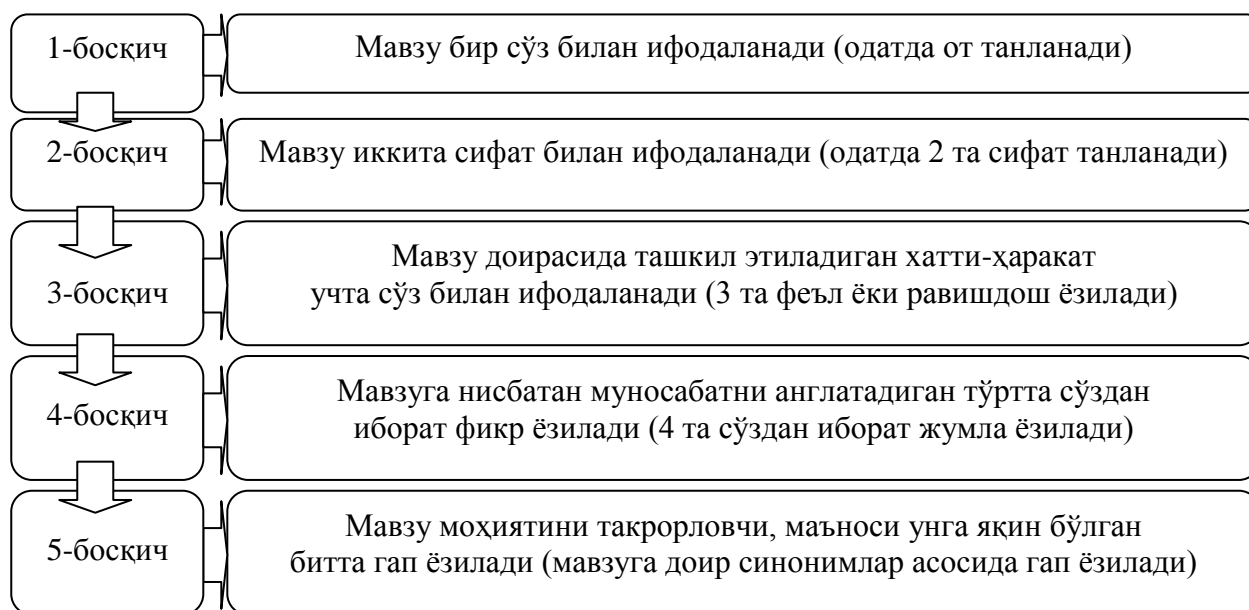 1-босқич
Мавзу бир сўз билан ифодаланади (одатда от танланади)
2-босқич
Мавзу иккита сифат билан ифодаланади (одатда 2 та сифат танланади)
3-босқич
Мавзу доирасида ташкил этиладиган хатти-ҳаракат
учта сўз билан ифодаланади (3 та феъл ёки равишдош ёзилади)
4-босқич
Мавзуга нисбатан муносабатни англатадиган тўртта сўздан
иборат фикр ёзилади (4 та сўздан иборат жумла ёзилади)
5-босқич
Мавзу моҳиятини такрорловчи, маъноси унга яқин бўлган
битта гап ёзилади (мавзуга доир синонимлар асосида гап ёзилади)